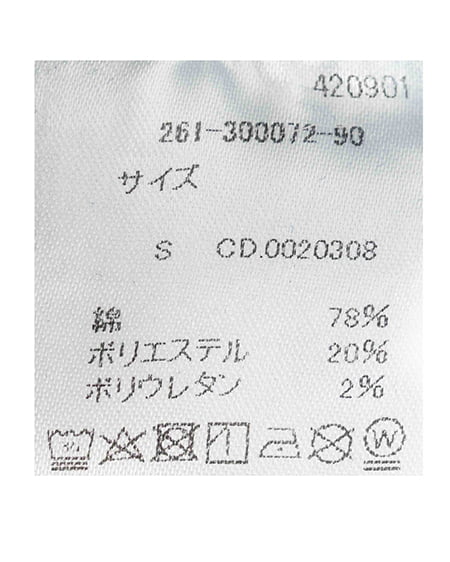 420901
261-300072-90
サイズ
S CD.0020308
綿 78%
ポリエステル 20%
ポリウレタン 2%
W